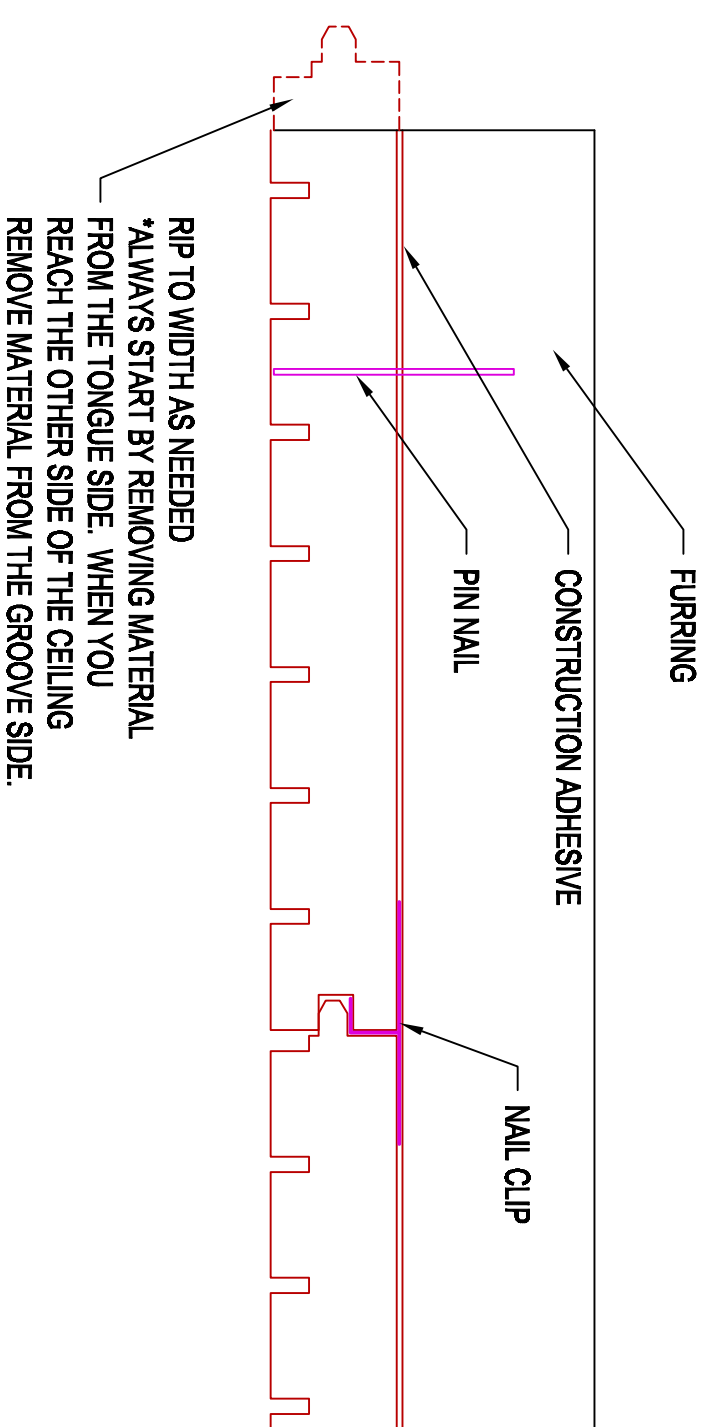 FURRING
CONSTRUCTION ADHESIVE
PIN NAIL
NAIL CLIP
RIP TO WIDTH AS NEEDED
*ALWAYS START BY REMOVING MATERIAL
FROM THE TONGUE SIDE. WHEN YOU
REACH THE OTHER SIDE OF THE CEILING
REMOVE MATERIAL FROM THE GROOVE SIDE.